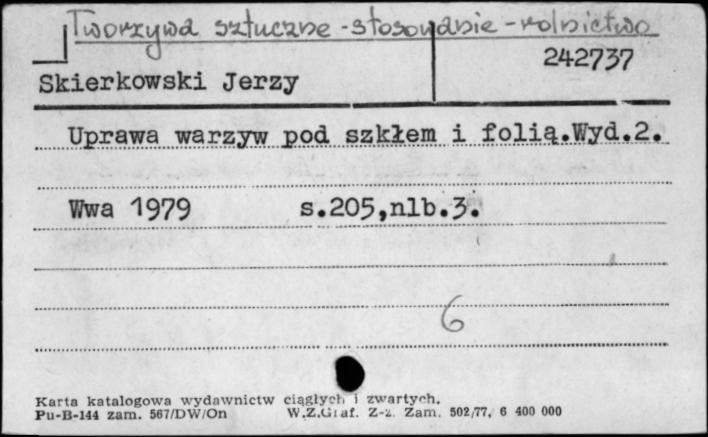 Tworzywa sztuczne - stosowanie - rolnictwo
242737
Skierkowski Jerzy
Uprawa warzyw pod szkłem i folią.Wyd.2.
Wwa 1979 s.205,nlb.3.
6
Karta katalogowa wydawnictw ciągłych i zwartych.
Pu-B-144 zam. 567/DW/On W.Z.Graf. Z-z. Zam. 502/77, 6 400 000